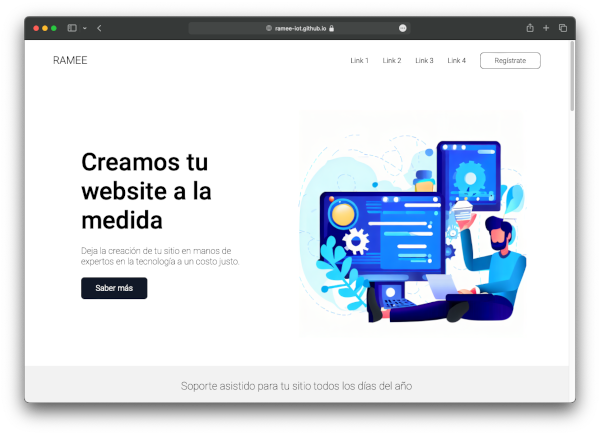 ramee-iot.github.io
RAMEE
Link 1
Link 2
Link 3
Link 4
Regístrate
Creamos tu
website a la
medida
Deja la creación de tu sitio en manos de
expertos en la tecnología a un costo justo.
Saber más
Soporte asistido para tu sitio todos los días del año